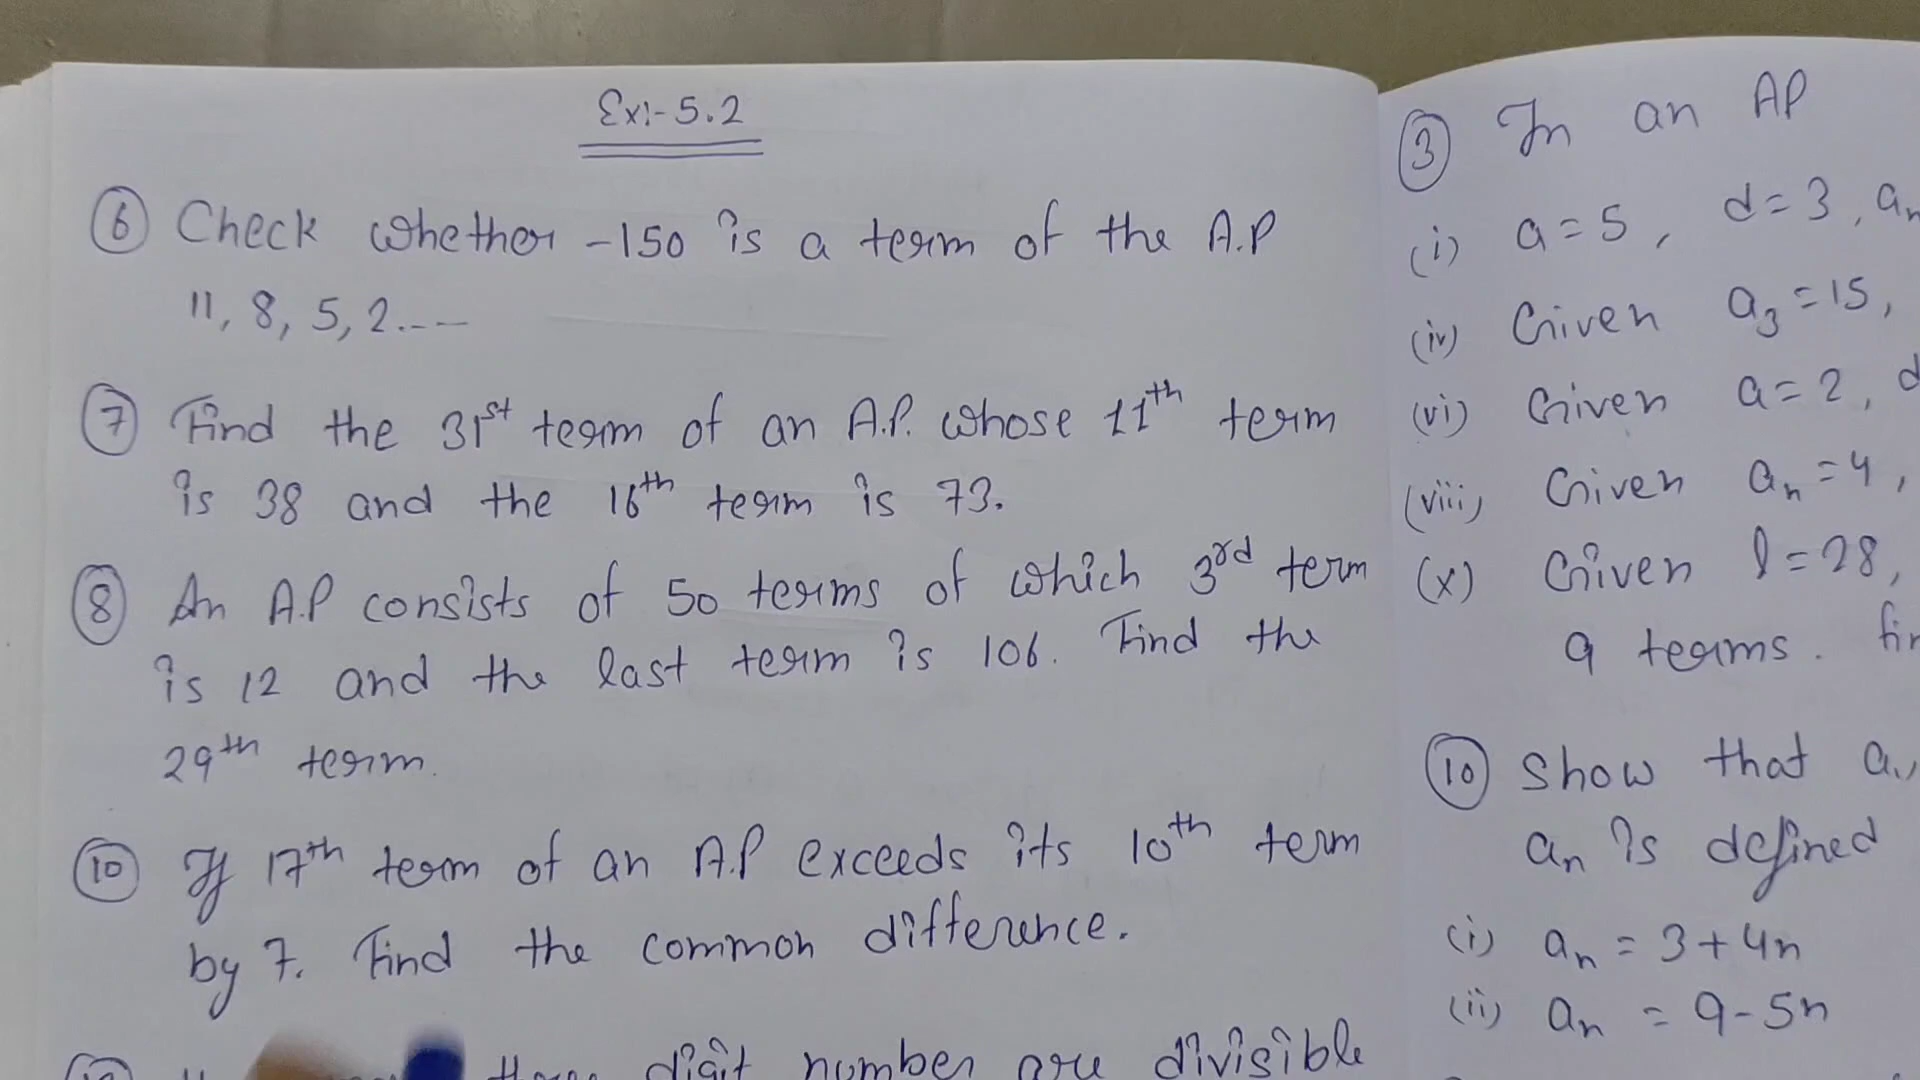 Ex:- 5.2
6 Check whether -150 is a term of the A.P
11, 8, 5, 2....
7 Find the 31st term of an A.P. whose 11th term
is 38 and the 16th term is 73.
8 An A.P consists of 50 terms of which 3rd term
is 12 and the last term is 106. Find the
29th term.
10 If 17th term of an A.P exceeds its 10th term
by 7. Find the common difference.
digit number are divisible
3 In an AP
(i) a=5, d=3, an
(iv) Given a3=15,
(vi) Given a=2, d
(viii) Given an=4,
(x) Given l=28,
9 terms.
10 Show that a
an is defined
(i) an = 3+4n
(ii) an = 9-5n